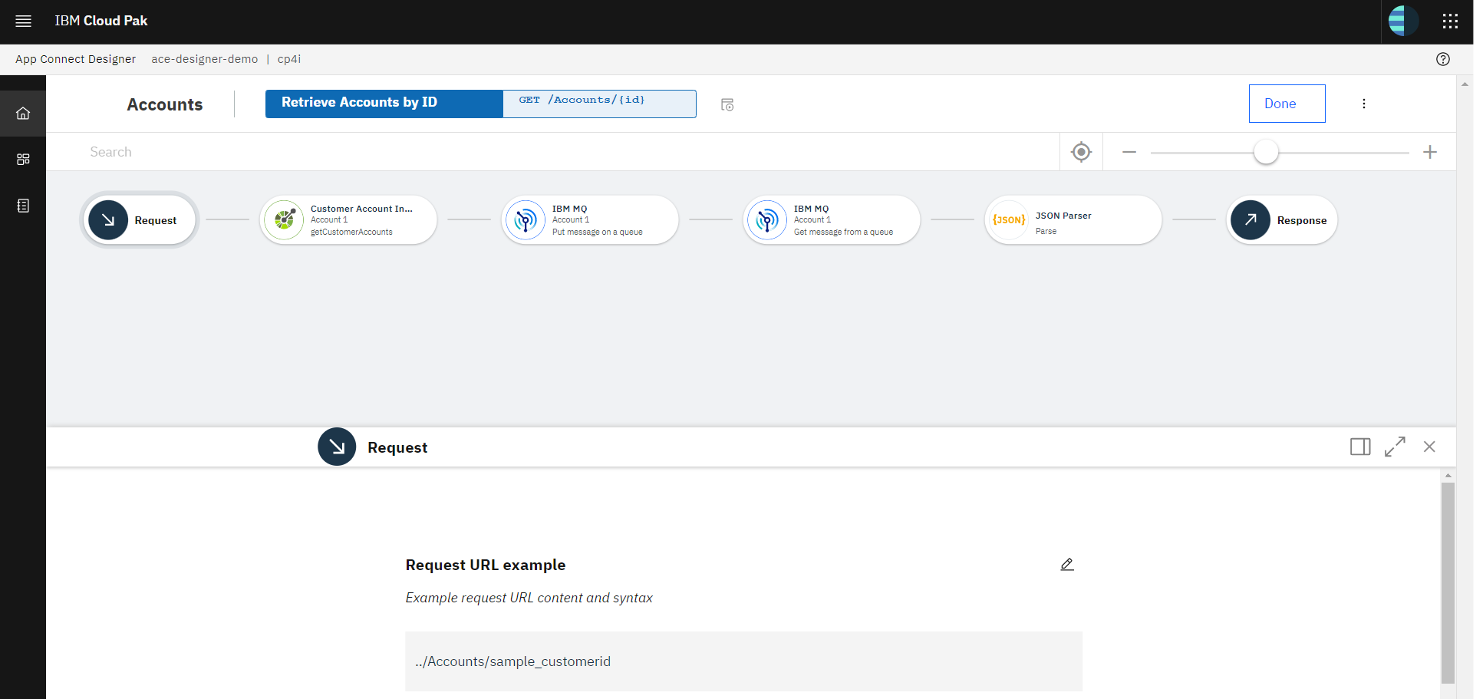 IBM Cloud Pak
App Connect Designer ace-designer-demo | cp4i
Accounts Retrieve Accounts by ID GET /Accounts/{id} Done
Search
Request
Customer Account In...
Account 1
getCustomerAccounts
IBM MQ
Account 1
Put message on a queue
IBM MQ
Account 1
Get message from a queue
{JSON}
JSON Parser
Parse
Response
Request
Request URL example
Example request URL content and syntax
../Accounts/sample_customerid